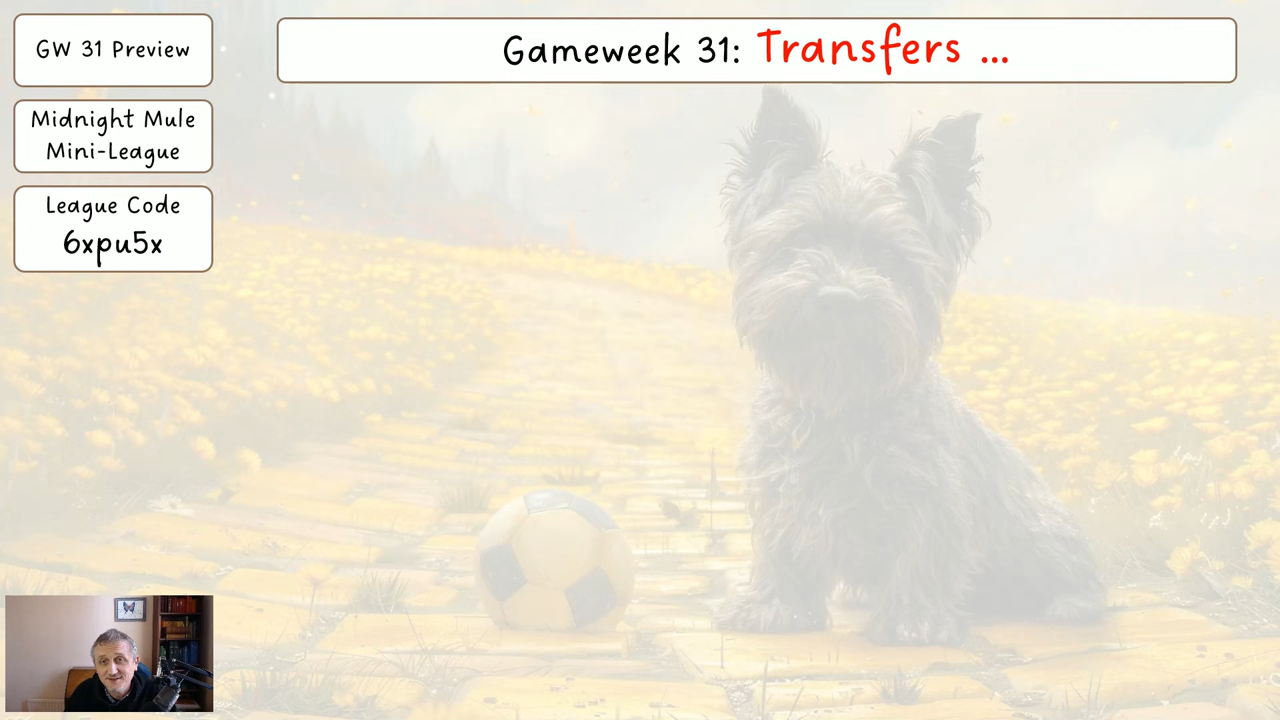 GW 31 Preview
Gameweek 31: Transfers ...
Midnight Mule
Mini-League
League Code
6xpu5x